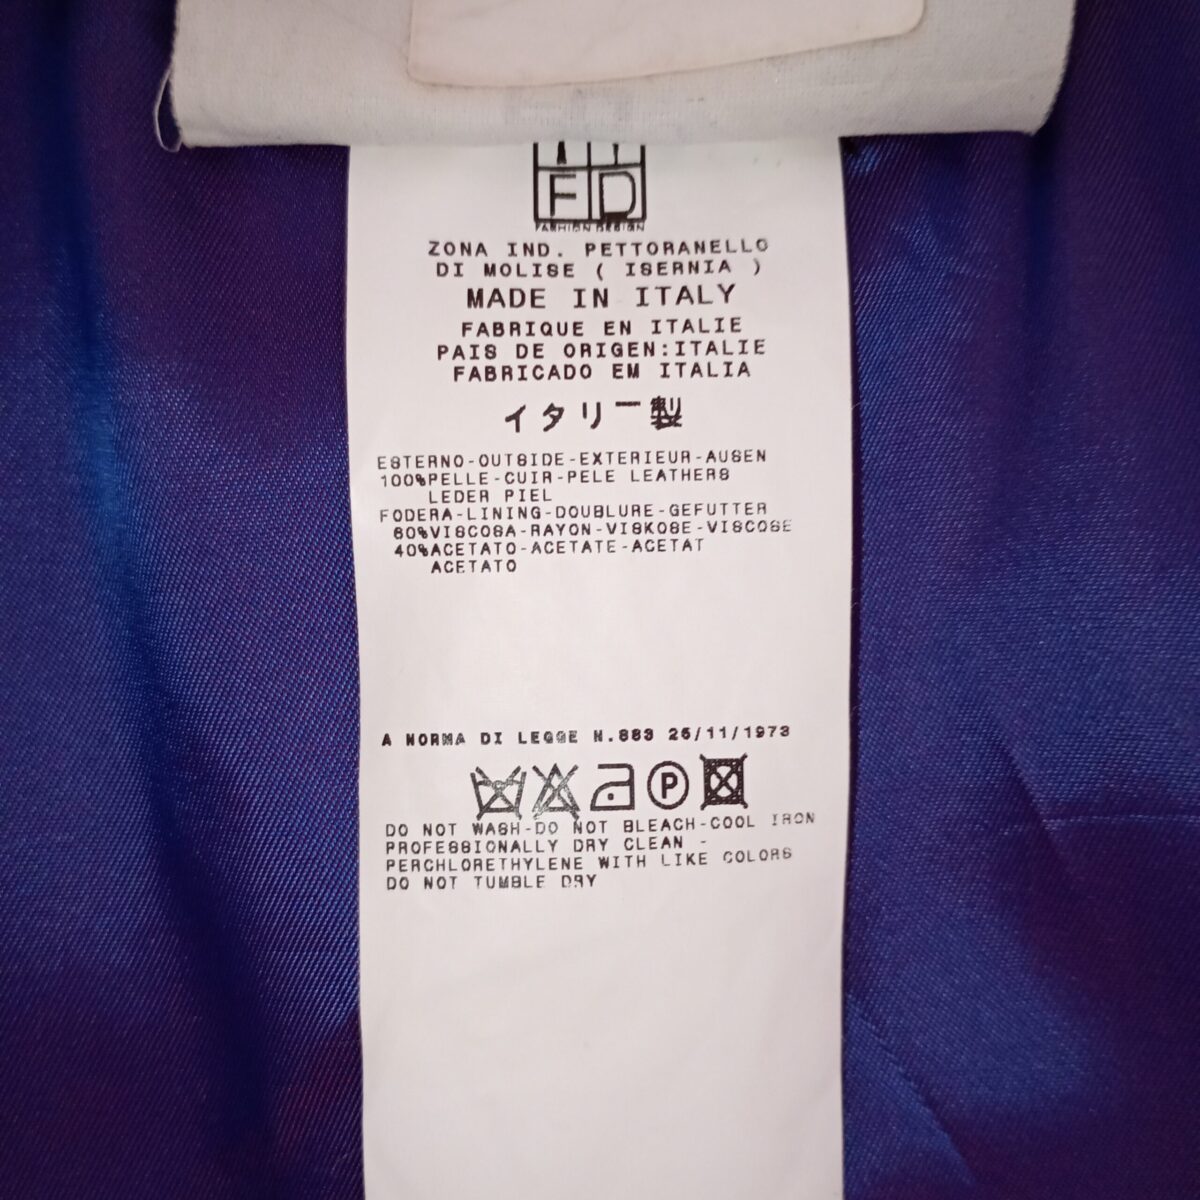 FD
FASHION DESIGN
ZONA IND. PETTORANELLO
DI MOLISE ( ISERNIA )
MADE IN ITALY
FABRIQUE EN ITALIE
PAIS DE ORIGEN:ITALIE
FABRICADO EM ITALIA
イタリー製
ESTERNO-OUTSIDE-EXTERIEUR-AUSEN
100%PELLE-CUIR-PELE LEATHERS
LEDER PIEL
FODERA-LINING-DOUBLURE-GEFUTTER
60%VISCOSA-RAYON-VISKOSE-VISCOSE
40%ACETATO-ACETATE-ACETAT
ACETATO
A NORMA DI LEGGE N.883 26/11/1973
P
DO NOT WASH-DO NOT BLEACH-COOL IRON
PROFESSIONALLY DRY CLEAN -
PERCHLORETHYLENE WITH LIKE COLORS
DO NOT TUMBLE DRY